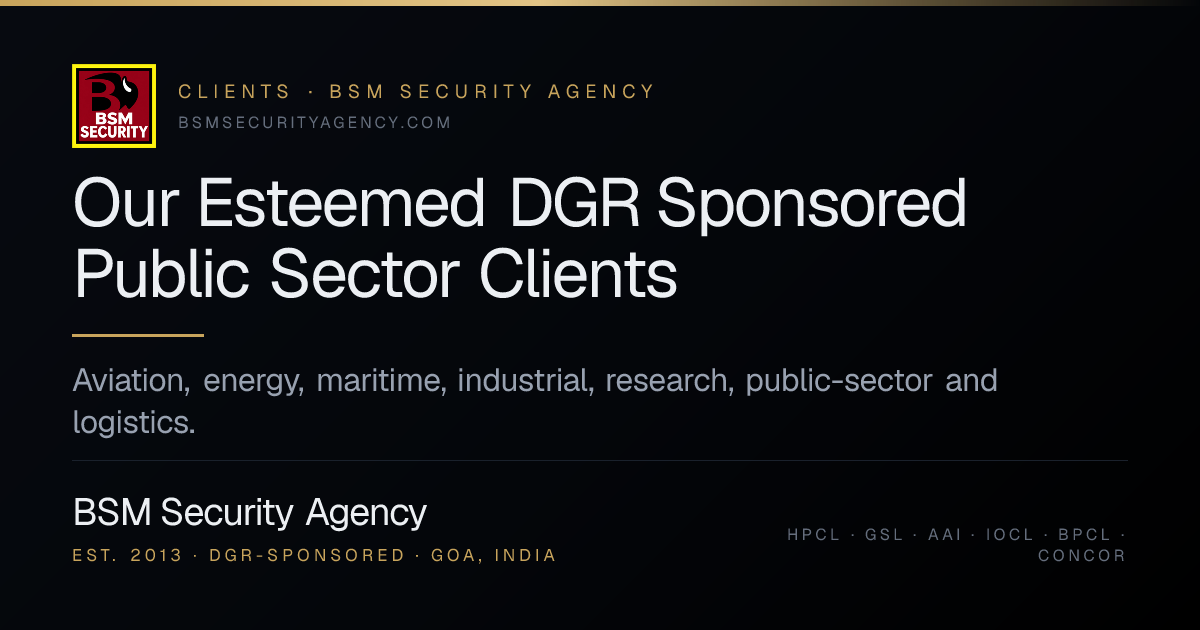 BSM
SECURITY
CLIENTS · BSM SECURITY AGENCY
BSMSECURITYAGENCY.COM
Our Esteemed DGR Sponsored
Public Sector Clients
Aviation, energy, maritime, industrial, research, public-sector and
logistics.
BSM Security Agency
EST. 2013 · DGR-SPONSORED · GOA, INDIA
HPCL · GSL · AAI · IOCL · BPCL ·
CONCOR